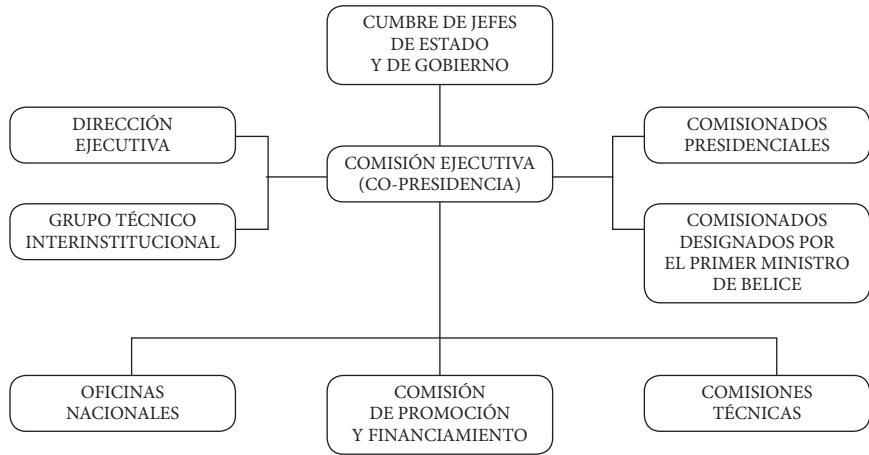 CUMBRE DE JEFES
DE ESTADO
Y DE GOBIERNO
DIRECCIÓN
EJECUTIVA
COMISIONADOS
PRESIDENCIALES
COMISIÓN EJECUTIVA
(CO-PRESIDENCIA)
GRUPO TÉCNICO
INTERINSTITUCIONAL
COMISIONADOS
DESIGNADOS POR
EL PRIMER MINISTRO
DE BELICE
OFICINAS
NACIONALES
COMISIÓN
DE PROMOCIÓN
Y FINANCIAMIENTO
COMISIONES
TÉCNICAS